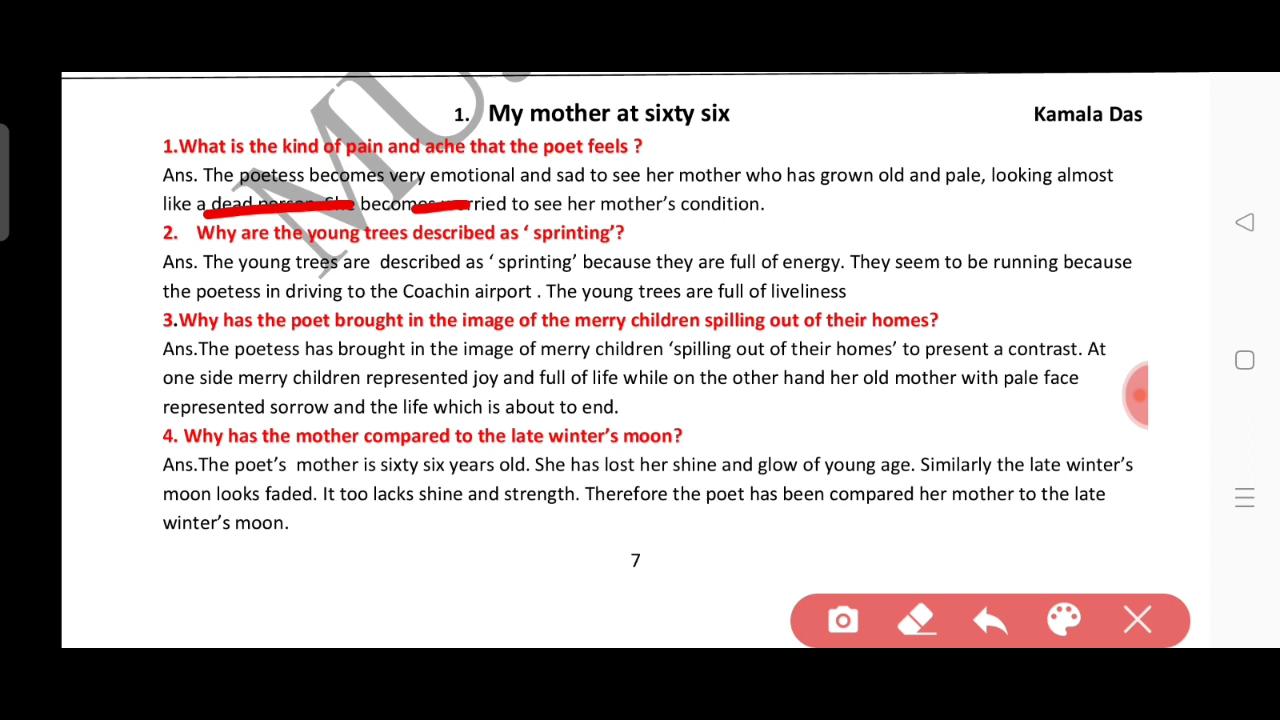 MU.
1. My mother at sixty six Kamala Das
1.What is the kind of pain and ache that the poet feels ?
Ans. The poetess becomes very emotional and sad to see her mother who has grown old and pale, looking almost
like a dead person. She becomes worried to see her mother's condition.
2. Why are the young trees described as ‘ sprinting’?
Ans. The young trees are described as ‘ sprinting’ because they are full of energy. They seem to be running because
the poetess in driving to the Coachin airport . The young trees are full of liveliness
3.Why has the poet brought in the image of the merry children spilling out of their homes?
Ans.The poetess has brought in the image of merry children ‘spilling out of their homes’ to present a contrast. At
one side merry children represented joy and full of life while on the other hand her old mother with pale face
represented sorrow and the life which is about to end.
4. Why has the mother compared to the late winter’s moon?
Ans.The poet’s mother is sixty six years old. She has lost her shine and glow of young age. Similarly the late winter’s
moon looks faded. It too lacks shine and strength. Therefore the poet has been compared her mother to the late
winter’s moon.
7